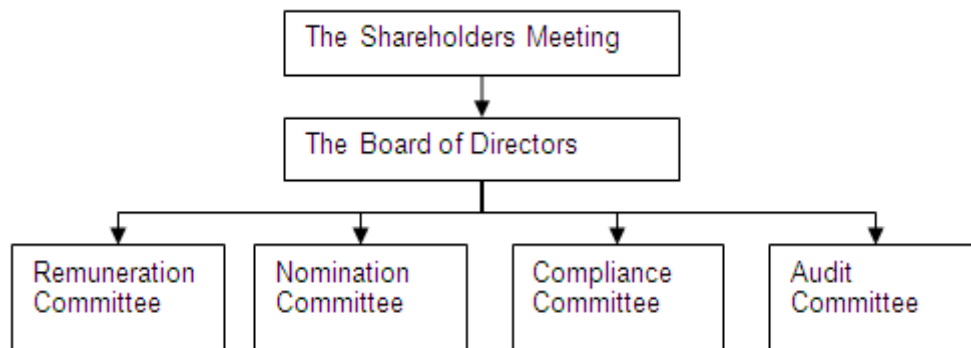 The Shareholders Meeting
The Board of Directors
Remuneration
Committee
Nomination
Committee
Compliance
Committee
Audit
Committee